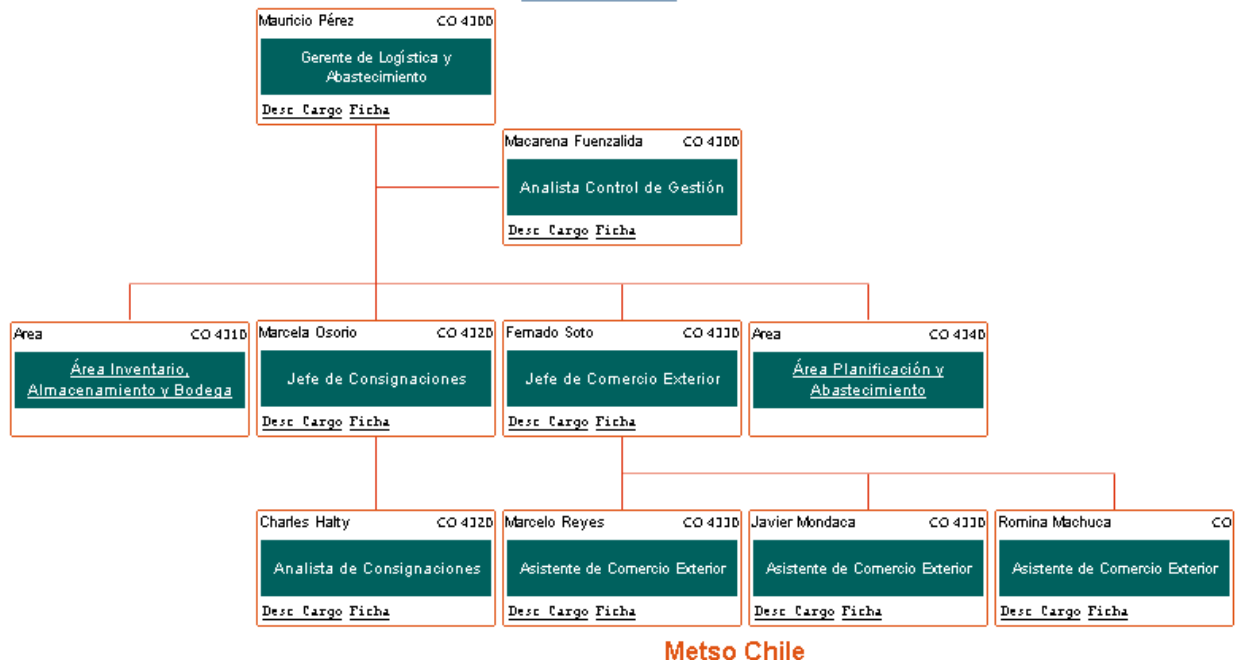 Mauricio Pérez CO 4300
Gerente de Logística y
Abastecimiento
Desc Cargo Ficha
Macarena Fuenzalida CO 4300
Analista Control de Gestión
Desc Cargo Ficha
Area CO 4310
Área Inventario,
Almacenamiento y Bodega
Marcela Osorio CO 4320
Jefe de Consignaciones
Desc Cargo Ficha
Fernado Soto CO 4330
Jefe de Comercio Exterior
Desc Cargo Ficha
Area CO 4340
Área Planificación y
Abastecimiento
Charles Halty CO 4320
Analista de Consignaciones
Desc Cargo Ficha
Marcelo Reyes CO 4330
Asistente de Comercio Exterior
Desc Cargo Ficha
Javier Mondaca CO 4330
Asistente de Comercio Exterior
Desc Cargo Ficha
Romina Machuca CO
Asistente de Comercio Exterior
Desc Cargo Ficha
Metso Chile